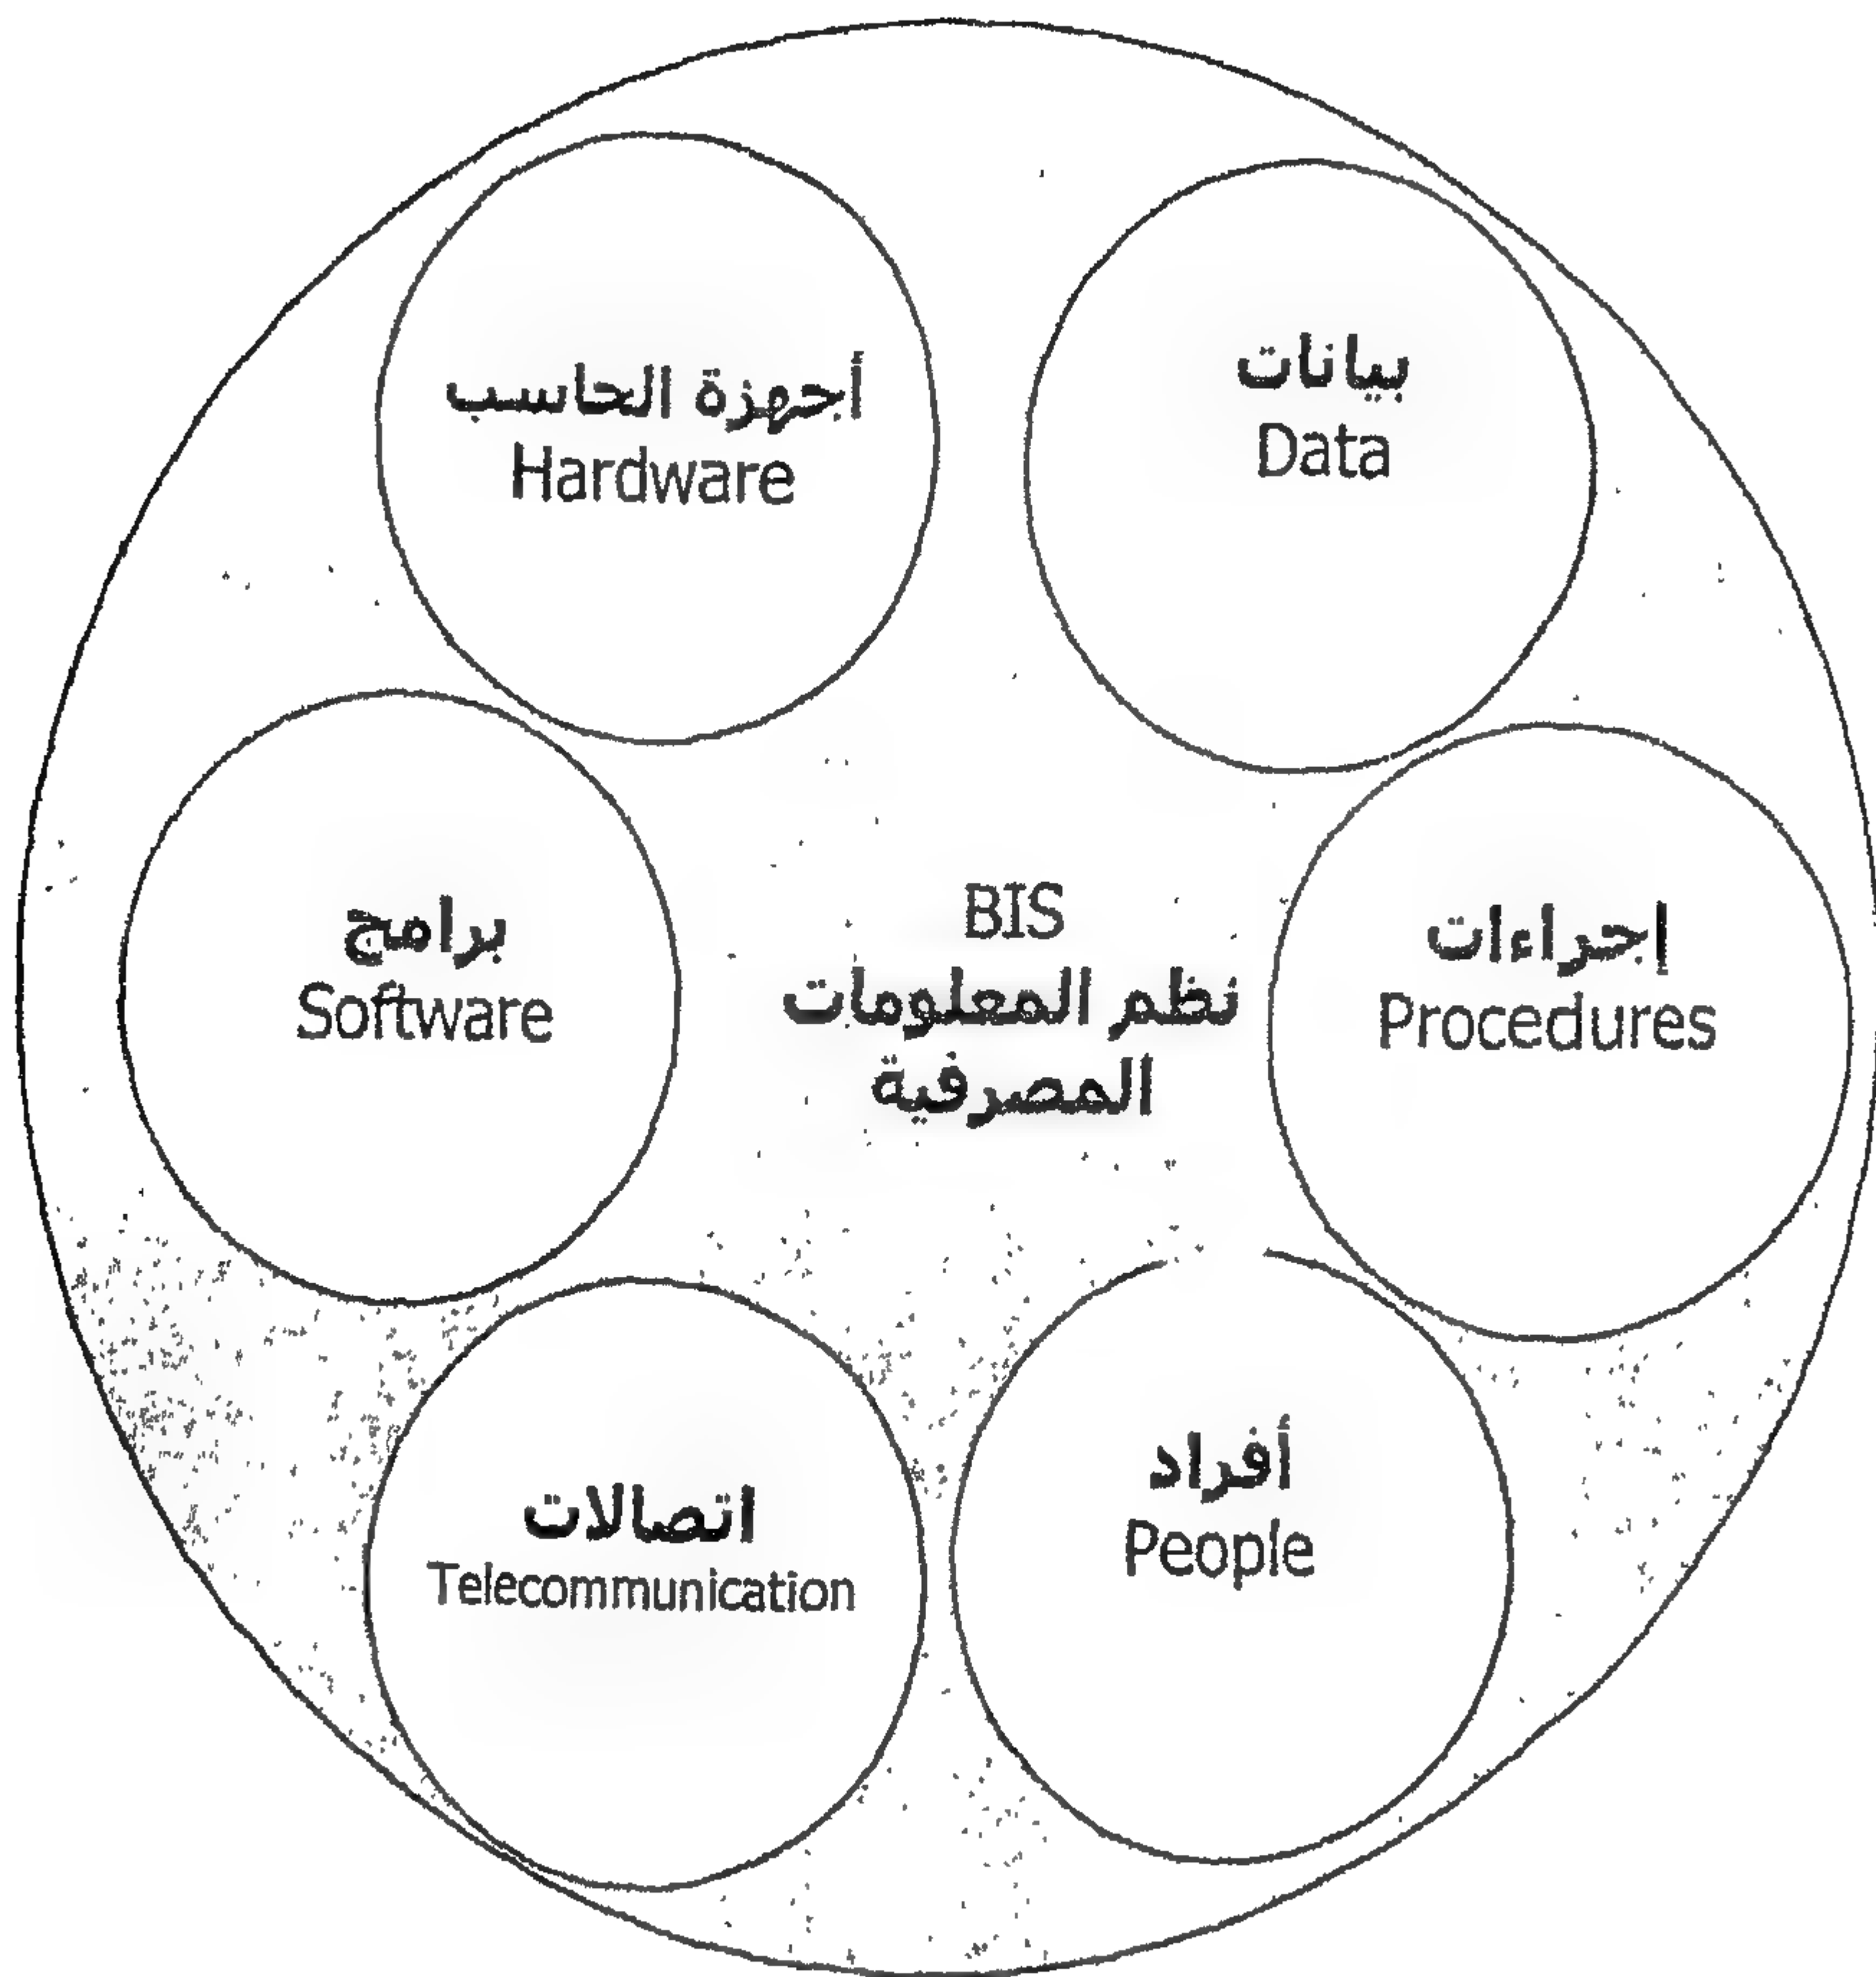 أجهزة الحاسب
Hardware
بيانات
Data
برامج
Software
BIS
نظم المعلومات
المصرفية
إجراءات
Procedures
اتصالات
Telecommunication
أفراد
People